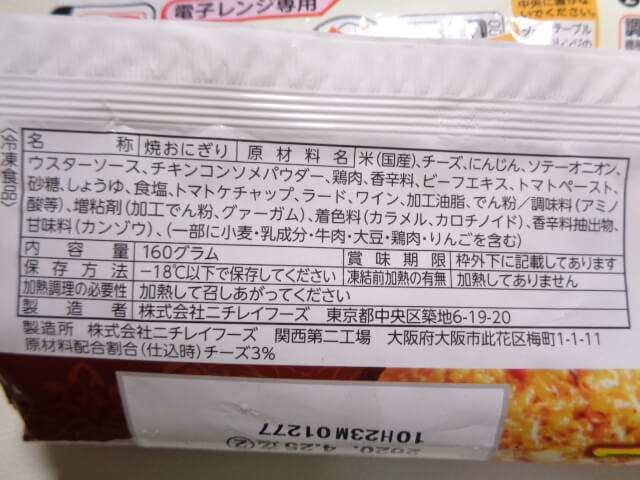 電子レンジ専用
いでください。
テーブル
ンジの
調
〈冷凍食品〉
名 称 焼おにぎり 原材料名 米(国産)、チーズ、にんじん、ソテーオニオン、
ウスターソース、チキンコンソメパウダー、鶏肉、香辛料、ビーフエキス、トマトペースト、
砂糖、しょうゆ、食塩、トマトケチャップ、ラード、ワイン、加工油脂、でん粉／調味料(アミノ
酸等)、増粘剤(加工でん粉、グァーガム)、着色料(カラメル、カロチノイド)、香辛料抽出物、
甘味料(カンゾウ)、(一部に小麦・乳成分・牛肉・大豆・鶏肉・りんごを含む)
内容量 160グラム 賞味期限 枠外下に記載してあります
保存方法 −18℃以下で保存してください 凍結前加熱の有無 加熱してありません
加熱調理の必要性 加熱して召しあがってください
製造者 株式会社ニチレイフーズ 東京都中央区築地6-19-20
製造所 株式会社ニチレイフーズ 関西第二工場 大阪府大阪市此花区梅町1-1-11
原材料配合割合(仕込時)チーズ3%
10H23M01277
2020.4.25